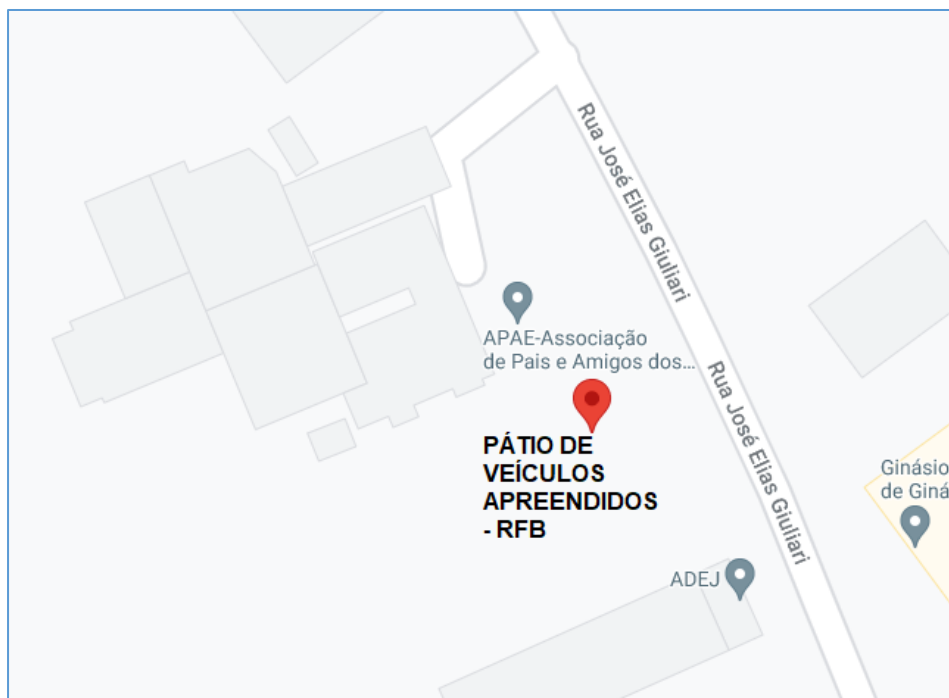 Rua José Elias Giuliari
APAE-Associação
de Pais e Amigos dos...
Rua José Elias Giuliari
PÁTIO DE
VEÍCULOS
APREENDIDOS
- RFB
Ginásio
de Giná
ADEJ